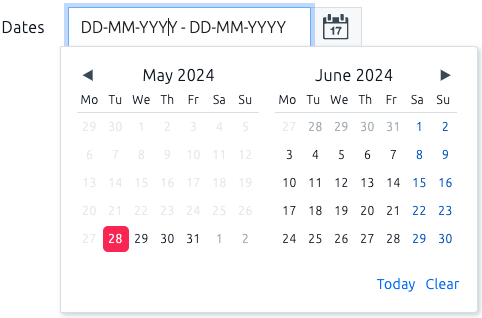 Dates DD-MM-YYYY - DD-MM-YYYY 17
May 2024 June 2024
Mo Tu We Th Fr Sa Su Mo Tu We Th Fr Sa Su
29 30 1 2 3 4 5 27 28 29 30 31 1 2
6 7 8 9 10 11 12 3 4 5 6 7 8 9
13 14 15 16 17 18 19 10 11 12 13 14 15 16
20 21 22 23 24 25 26 17 18 19 20 21 22 23
27 28 29 30 31 1 2 24 25 26 27 28 29 30
Today Clear